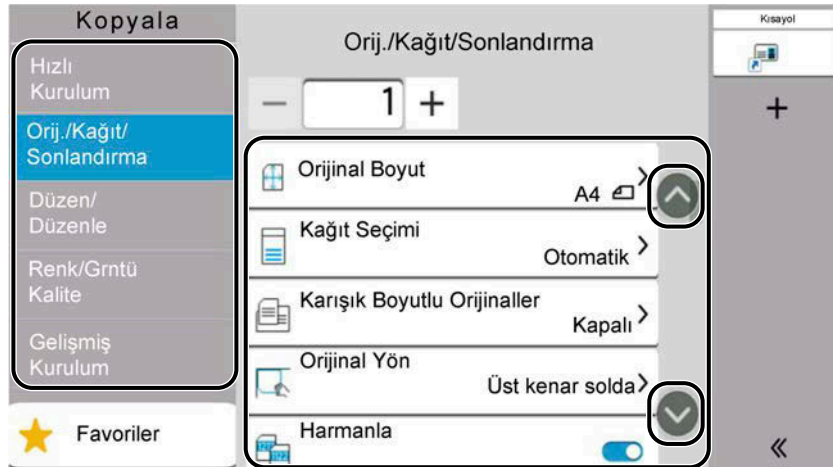 Kopyala
Hızlı
Kurulum
Orij./Kağıt/
Sonlandırma
Düzen/
Düzenle
Renk/Grntü
Kalite
Gelişmiş
Kurulum
Favoriler
Orij./Kağıt/Sonlandırma
1
Orijinal Boyut
A4
Kağıt Seçimi
Otomatik
Karışık Boyutlu Orijinaller
Kapalı
Orijinal Yön
Üst kenar solda
Harmanla
Kısayol